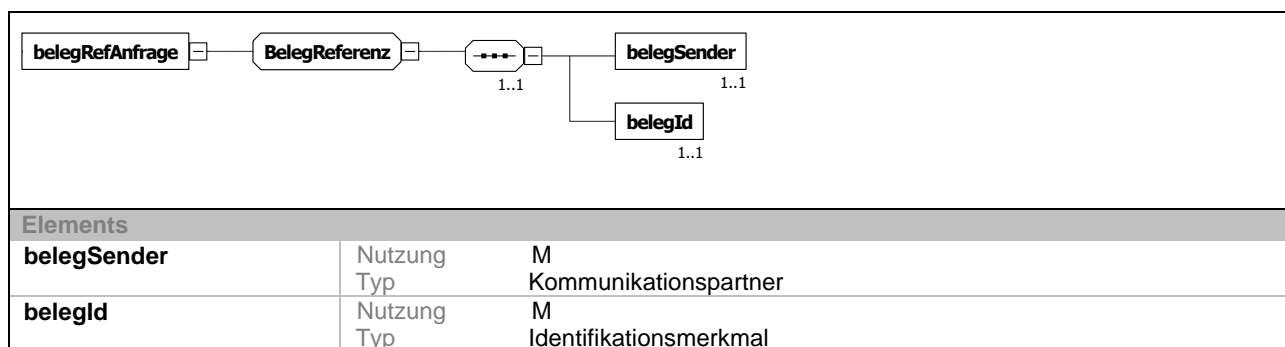 belegRefAnfrage BelegReferenz belegSender
1..1 1..1
belegId
1..1
Elements
belegSender Nutzung M
Typ Kommunikationspartner
belegId Nutzung M
Typ Identifikationsmerkmal